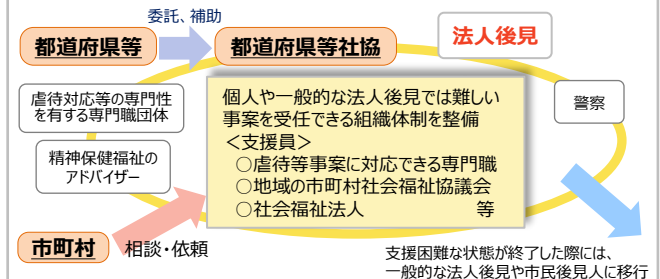 委託、補助
都道府県等
都道府県等社協
法人後見
虐待対応等の専門性
を有する専門職団体
精神保健福祉の
アドバイザー
個人や一般的な法人後見では難しい
事案を受任できる組織体制を整備
<支援員>
○虐待等事案に対応できる専門職
○地域の市町村社会福祉協議会
○社会福祉法人 等
警察
市町村
相談・依頼
支援困難な状態が終了した際には、
一般的な法人後見や市民後見人に移行